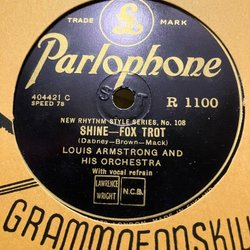 TRADE MARK
Parlophone
404421 C
SPEED 78
R 1100
NEW RHYTHM STYLE SERIES, No. 108
SHINE—FOX TROT
(Dabney—Brown—Mack)
LOUIS ARMSTRONG AND
HIS ORCHESTRA
With vocal refrain
LAWRENCE
WRIGHT
N.C.B.
GRAMMOFONSKIV